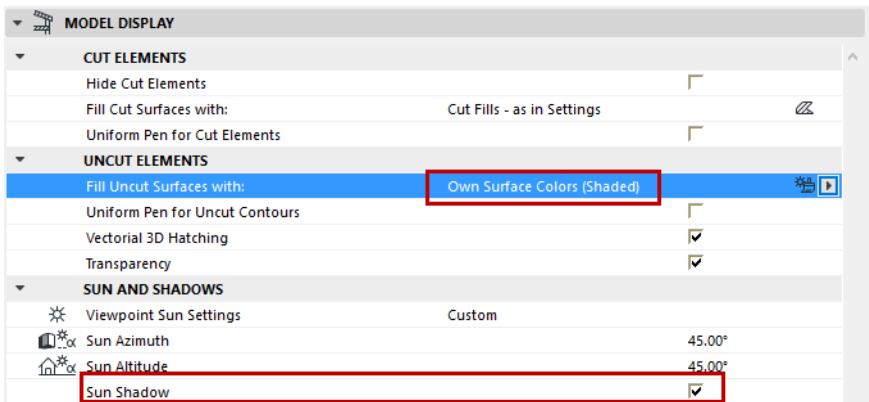 MODEL DISPLAY
CUT ELEMENTS
Hide Cut Elements
Fill Cut Surfaces with: Cut Fills - as in Settings
Uniform Pen for Cut Elements
UNCUT ELEMENTS
Fill Uncut Surfaces with: Own Surface Colors (Shaded)
Uniform Pen for Uncut Contours
Vectorial 3D Hatching
Transparency
SUN AND SHADOWS
Viewpoint Sun Settings Custom
Sun Azimuth 45.00°
Sun Altitude 45.00°
Sun Shadow